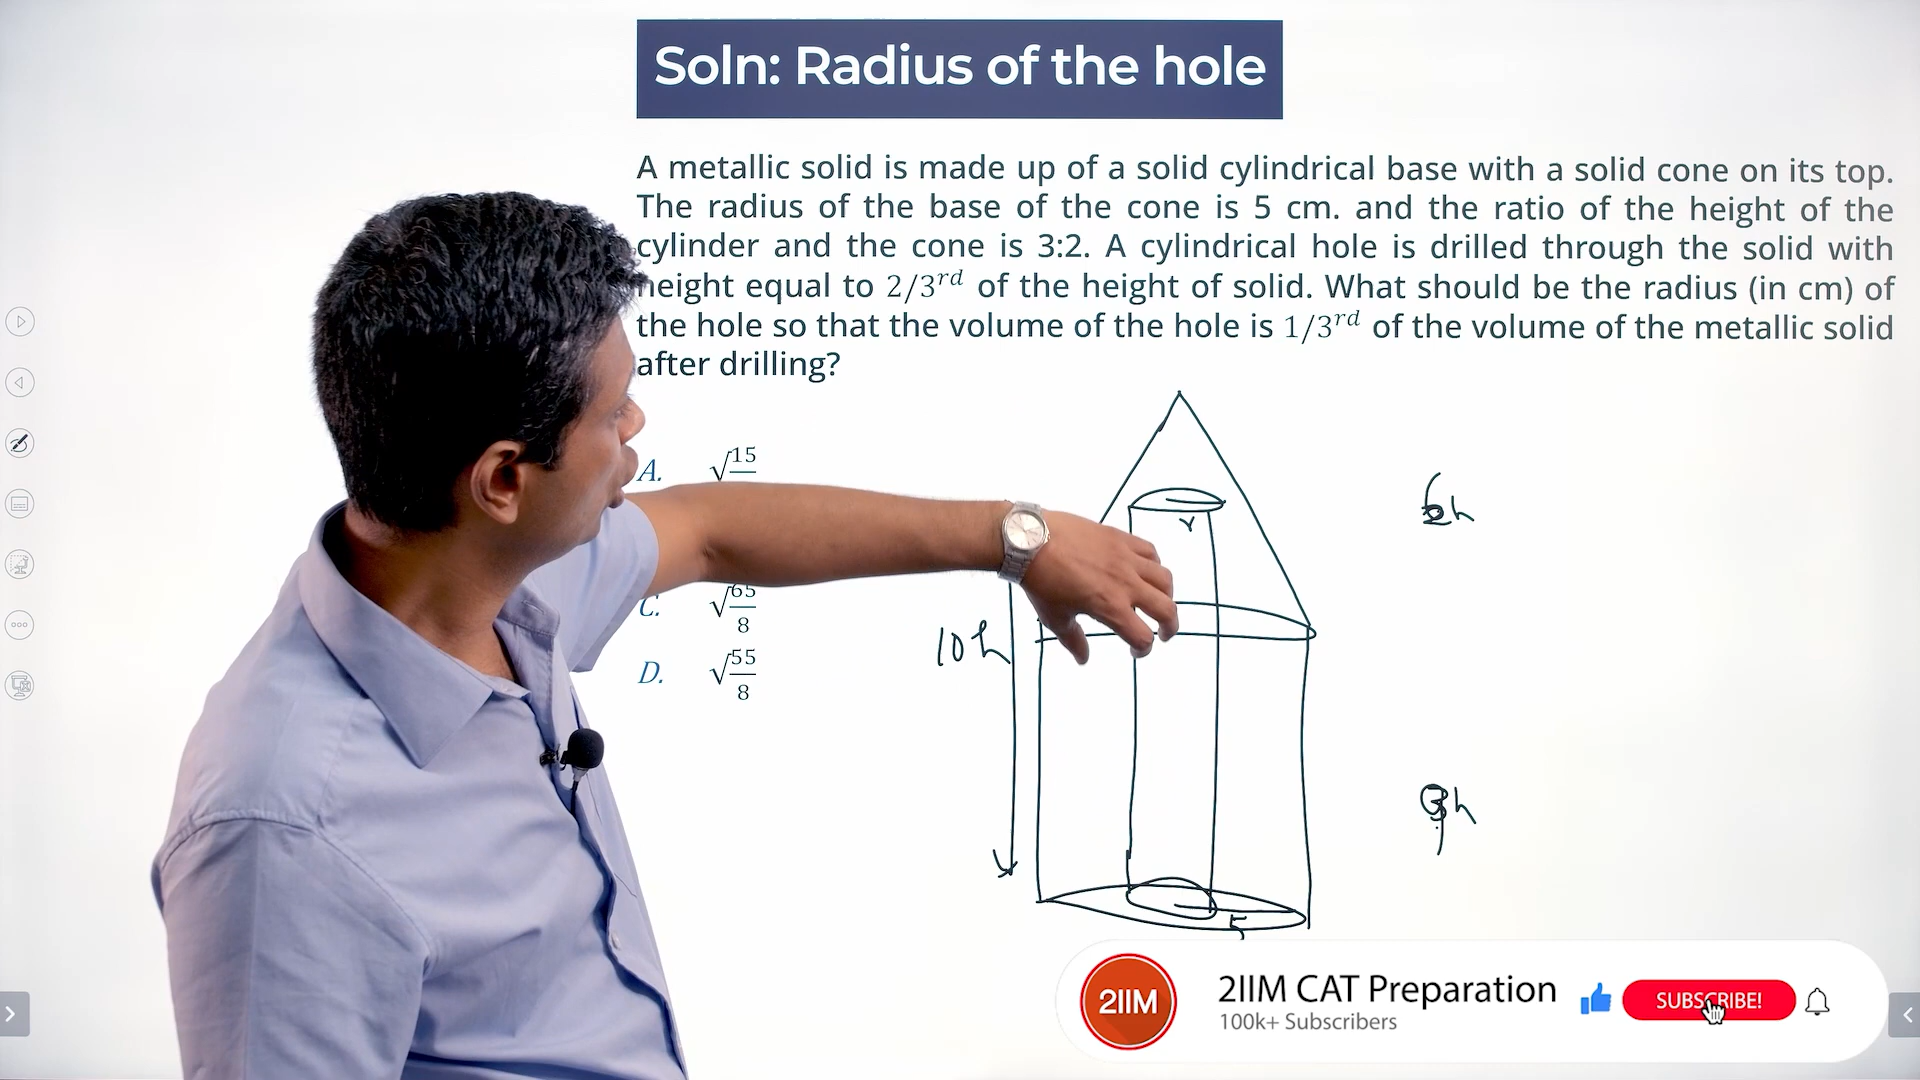 Soln: Radius of the hole
A metallic solid is made up of a solid cylindrical base with a solid cone on its top.
The radius of the base of the cone is 5 cm. and the ratio of the height of the
cylinder and the cone is 3:2. A cylindrical hole is drilled through the solid with
height equal to 2/3rd of the height of solid. What should be the radius (in cm) of
the hole so that the volume of the hole is 1/3rd of the volume of the metallic solid
after drilling?
A. √15
C. √65/8
D. √55/8
r
6h
10h
9h
5
2IIM
2IIM CAT Preparation
100k+ Subscribers
SUBSCRIBE!